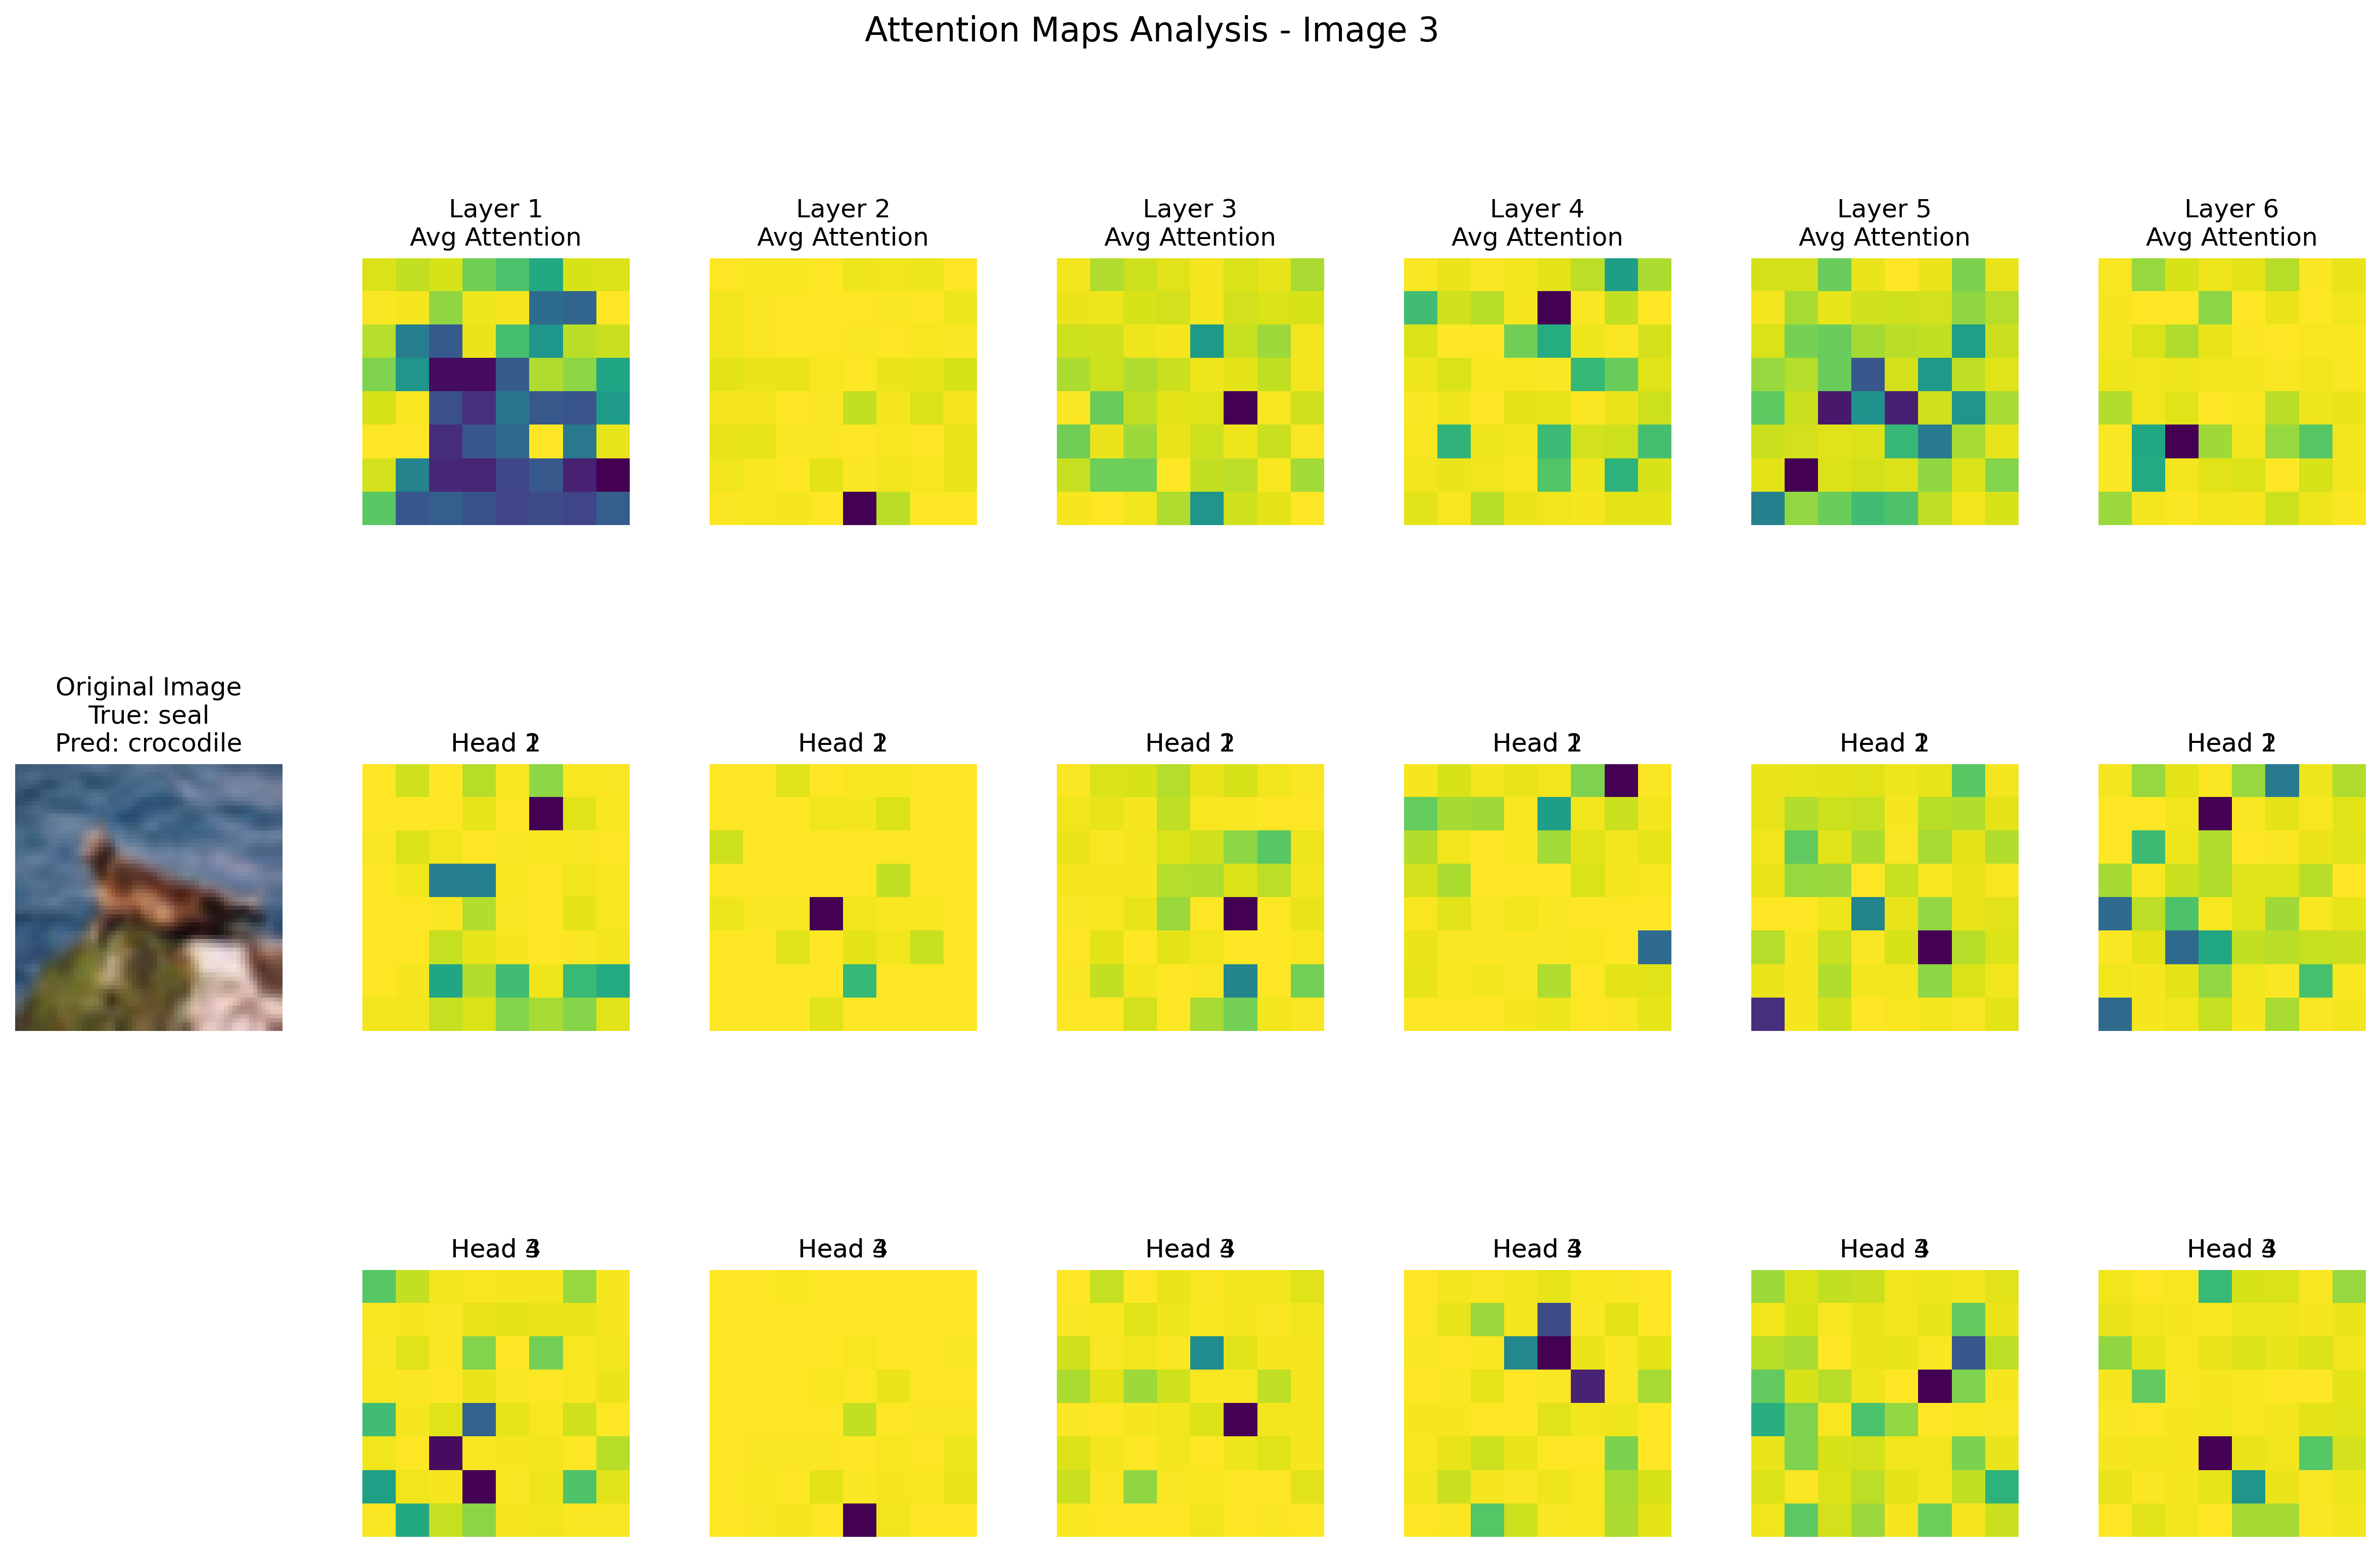 Attention Maps Analysis - Image 3
Layer 1
Avg Attention
Layer 2
Avg Attention
Layer 3
Avg Attention
Layer 4
Avg Attention
Layer 5
Avg Attention
Layer 6
Avg Attention
Original Image
True: seal
Pred: crocodile
Head
Head
Head
Head
Head
Head
Head
Head
Head
Head
Head
Head